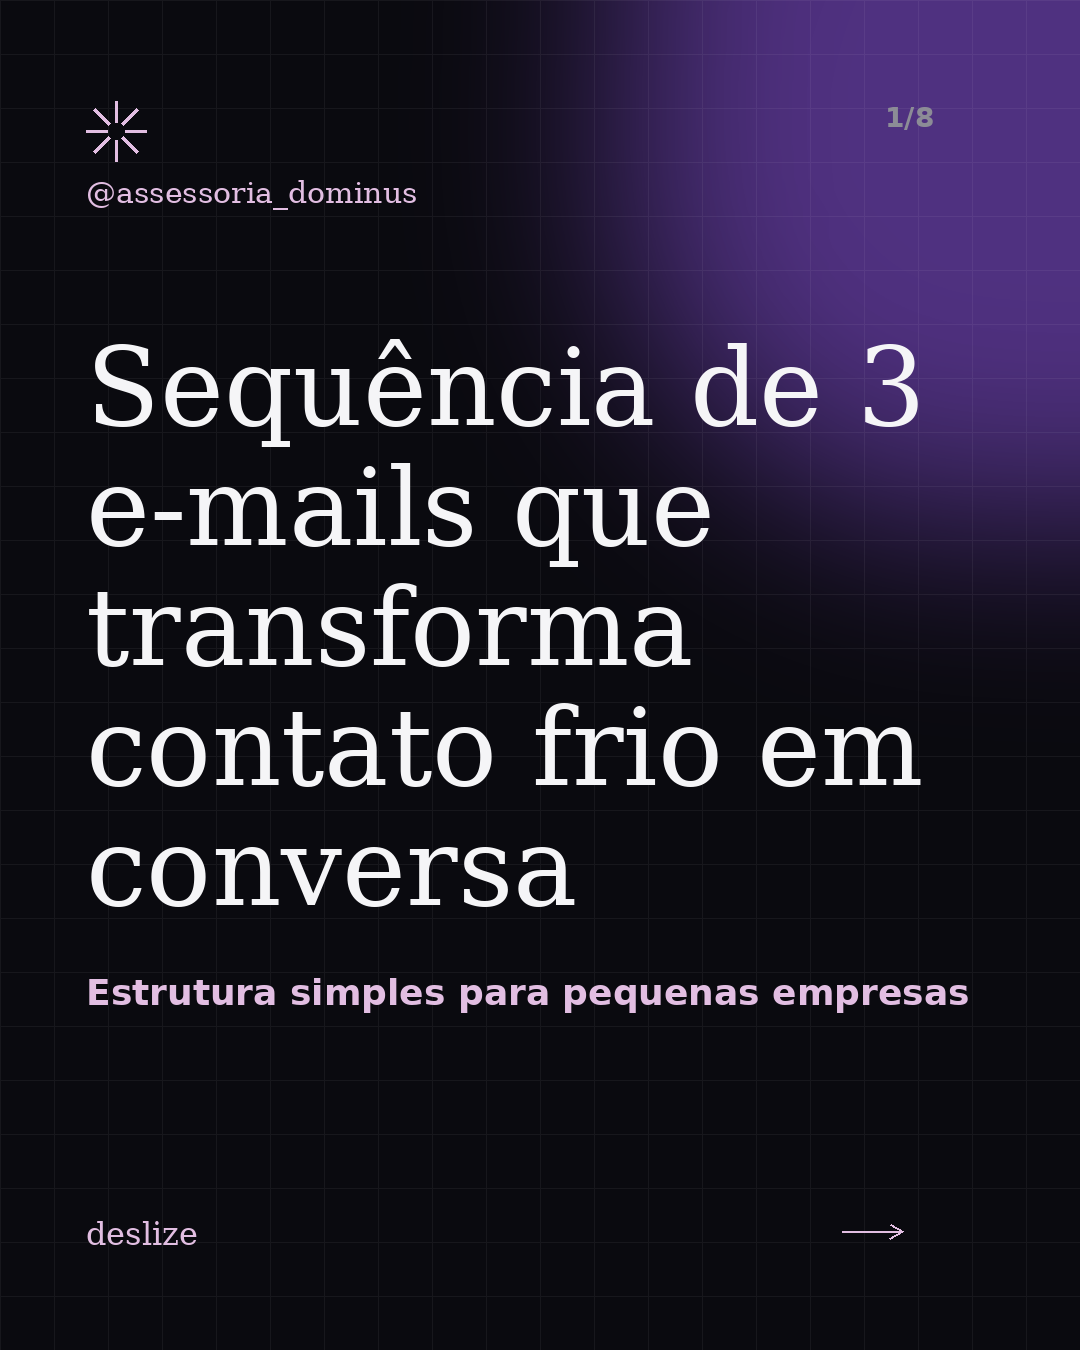 1/8
@assessoria_dominus
Sequência de 3
e-mails que
transforma
contato frio em
conversa
Estrutura simples para pequenas empresas
deslize